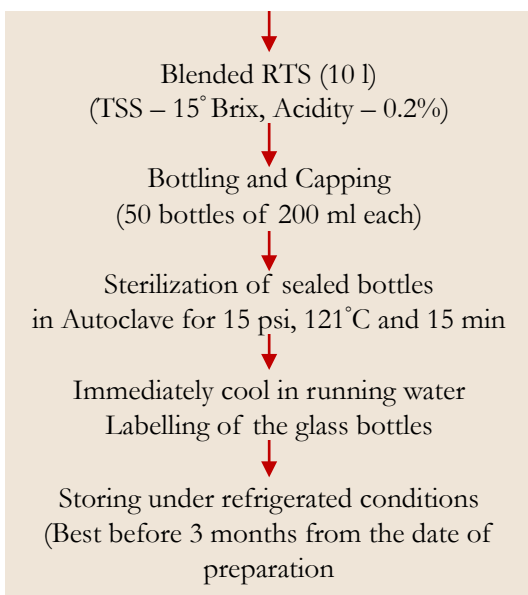 Blended RTS (10 l)
(TSS – 15° Brix, Acidity – 0.2%)
Bottling and Capping
(50 bottles of 200 ml each)
Sterilization of sealed bottles
in Autoclave for 15 psi, 121°C and 15 min
Immediately cool in running water
Labelling of the glass bottles
Storing under refrigerated conditions
(Best before 3 months from the date of
preparation